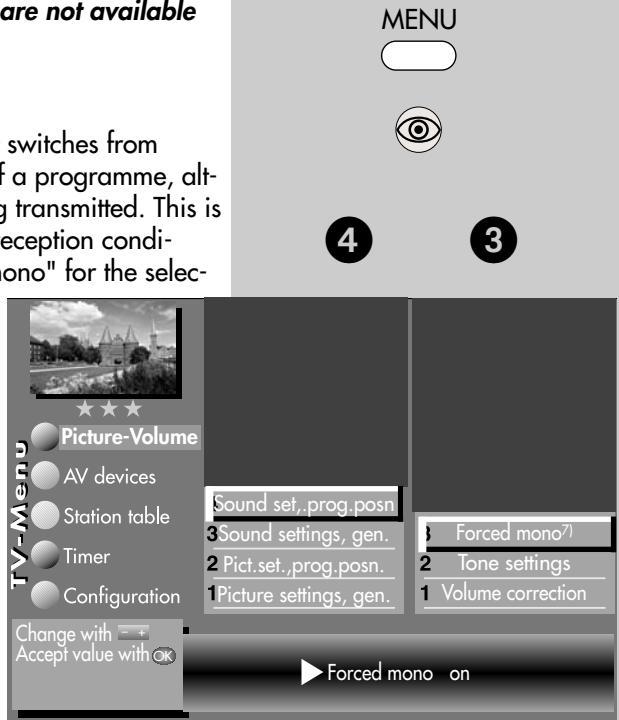 are not available
MENU
switches from
f a programme, alt-
g transmitted. This is
eception condi-
nono" for the selec-
4 3
TV-Menu
Picture-Volume
AV devices
Station table
Timer
Configuration
Sound set,.prog.posn
3 Sound settings, gen.
2 Pict.set.,prog.posn.
1 Picture settings, gen.
3 Forced mono7)
2 Tone settings
1 Volume correction
Change with - +
Accept value with OK
Forced mono on